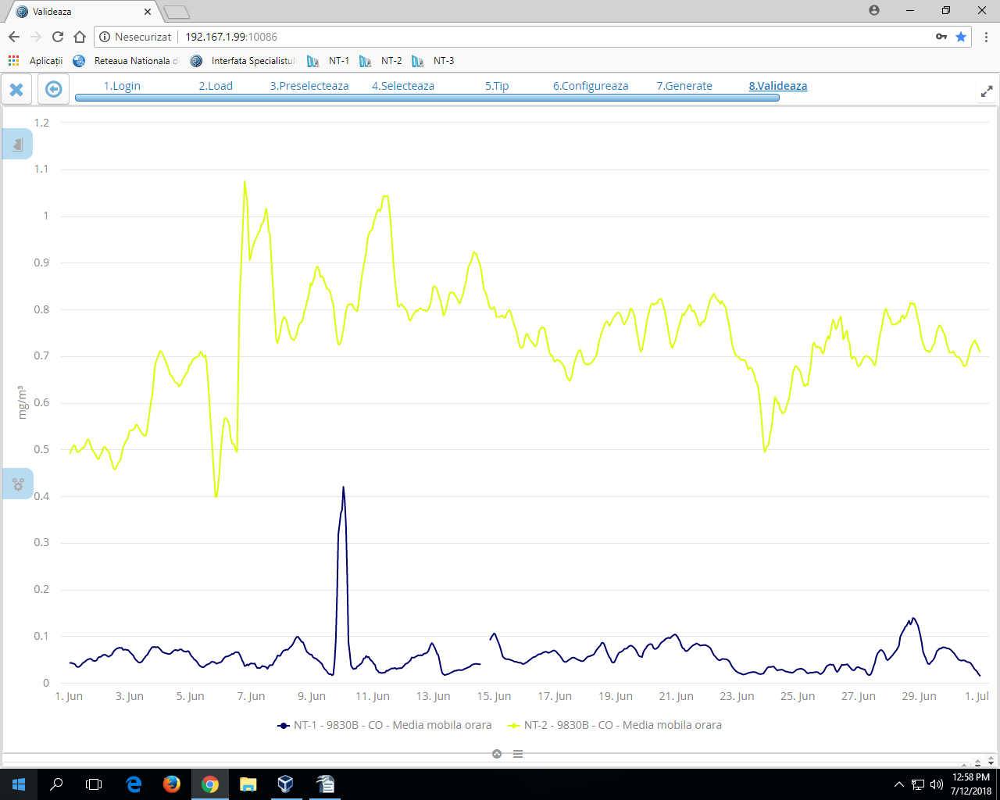 Valideaza
Nesecurizat 192.167.1.99:10086
Aplicații Reteaua Nationala d Interfata Specialistulu NT-1 NT-2 NT-3
1.Login 2.Load 3.Preselecteaza 4.Selecteaza 5.Tip 6.Configureaza 7.Generate 8.Valideaza
1.2
1.1
1
0.9
0.8
0.7
0.6
0.5
0.4
0.3
0.2
0.1
0
mg/m³
1. Jun 3. Jun 5. Jun 7. Jun 9. Jun 11. Jun 13. Jun 15. Jun 17. Jun 19. Jun 21. Jun 23. Jun 25. Jun 27. Jun 29. Jun 1. Jul
NT-1 - 9830B - CO - Media mobila orara NT-2 - 9830B - CO - Media mobila orara
12:58 PM
7/12/2018